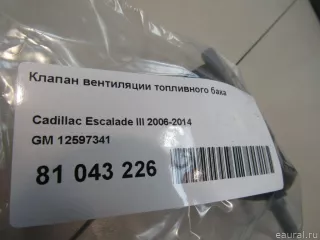 Клапан вентиляции топливного бака
Cadillac Escalade III 2006-2014
GM 12597341
81 043 226
eaural.ru